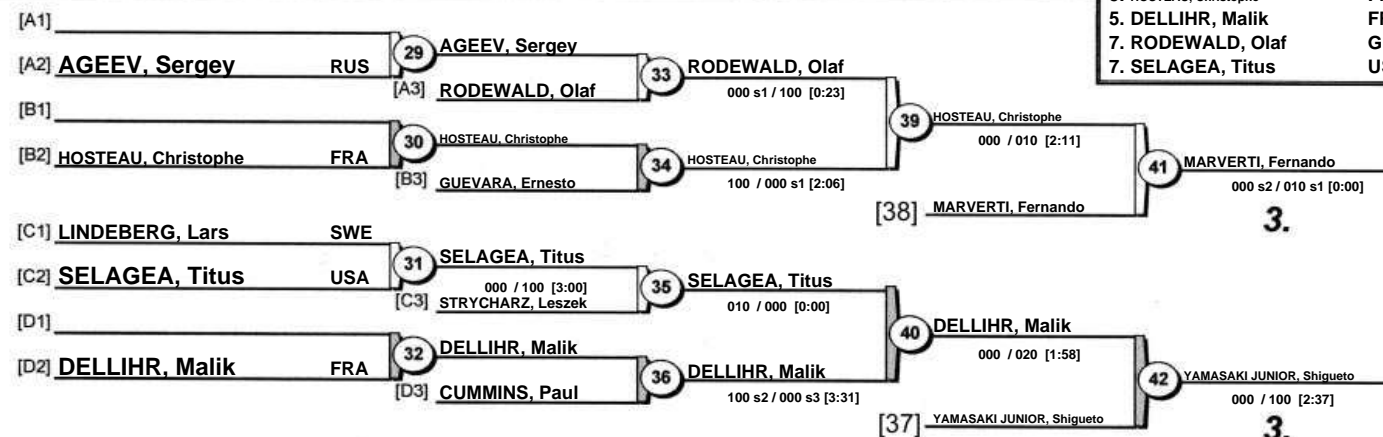 5. DELLIHR, Malik
7. RODEWALD, Olaf
7. SELAGEA, Titus
[A1]
[A2] AGEEV, Sergey RUS
29
AGEEV, Sergey
[A3] RODEWALD, Olaf
33
RODEWALD, Olaf
000 s1 / 100 [0:23]
[B1]
[B2] HOSTEAU, Christophe FRA
30
HOSTEAU, Christophe
[B3] GUEVARA, Ernesto
34
HOSTEAU, Christophe
100 / 000 s1 [2:06]
39
HOSTEAU, Christophe
000 / 010 [2:11]
[38] MARVERTI, Fernando
41
MARVERTI, Fernando
000 s2 / 010 s1 [0:00]
3.
[C1] LINDEBERG, Lars SWE
[C2] SELAGEA, Titus USA
31
SELAGEA, Titus
000 / 100 [3:00]
[C3] STRYCHARZ, Leszek
35
SELAGEA, Titus
010 / 000 [0:00]
[D1]
[D2] DELLIHR, Malik FRA
32
DELLIHR, Malik
[D3] CUMMINS, Paul
36
DELLIHR, Malik
100 s2 / 000 s3 [3:31]
40
DELLIHR, Malik
000 / 020 [1:58]
[37] YAMASAKI JUNIOR, Shigueto
42
YAMASAKI JUNIOR, Shigueto
000 / 100 [2:37]
3.